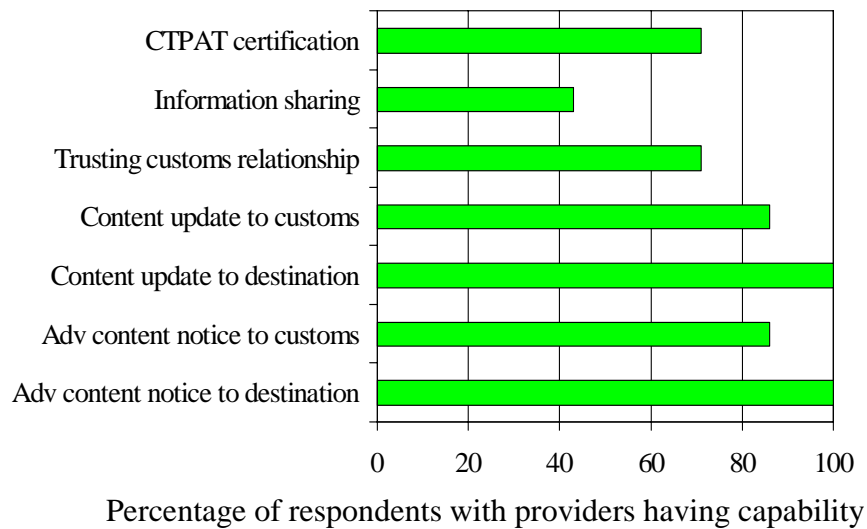 CTPAT certification
Information sharing
Trusting customs relationship
Content update to customs
Content update to destination
Adv content notice to customs
Adv content notice to destination
0 20 40 60 80 100
Percentage of respondents with providers having capability